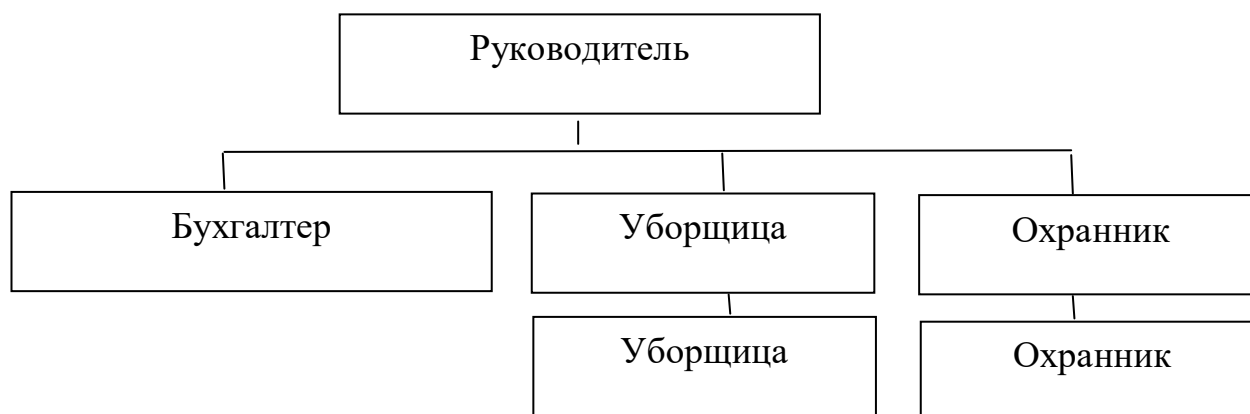 Руководитель
Бухгалтер
Уборщица
Охранник
Уборщица
Охранник